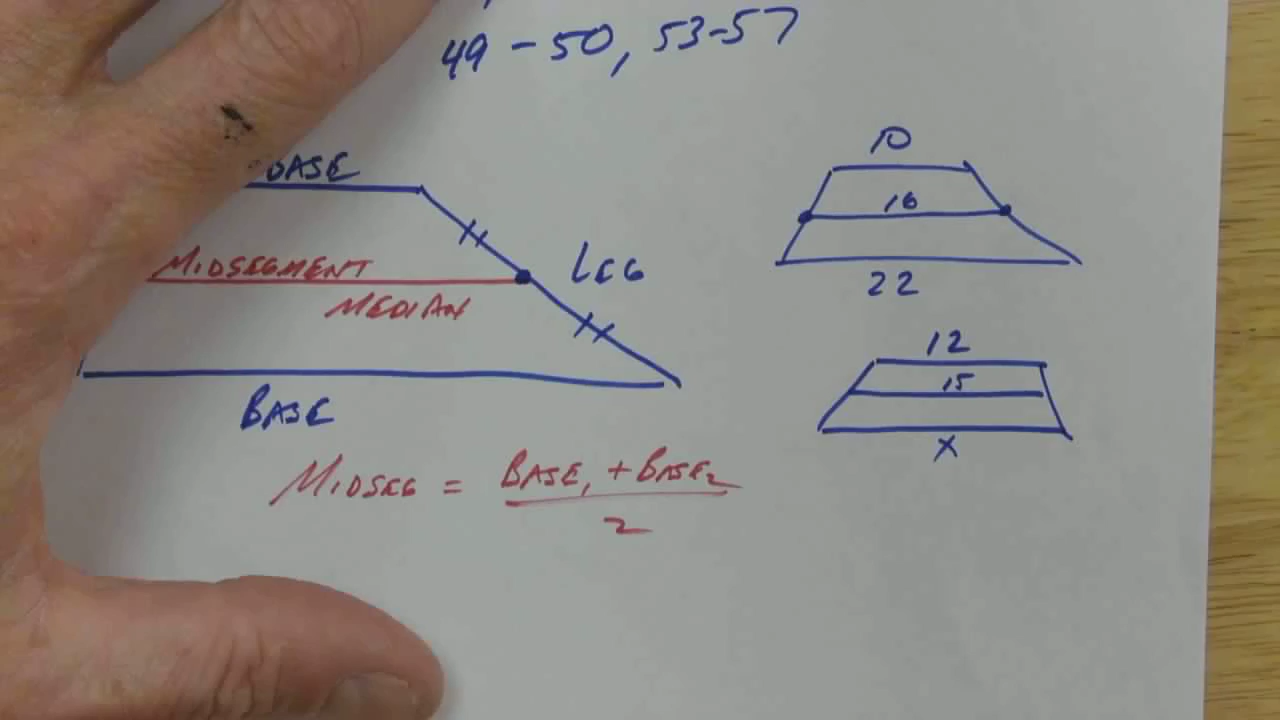 49 - 50, 53-57
BASE
MIDSEGMENT
MEDIAN
LEG
BASE
MIDSEG = BASE1 + BASE2
2
10
16
22
12
15
X